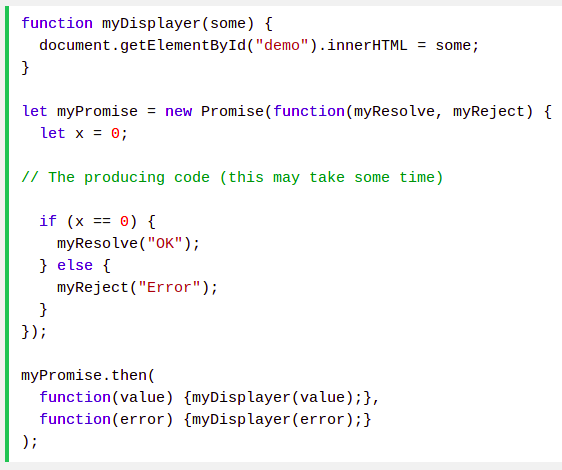 function myDisplayer(some) {
  document.getElementById("demo").innerHTML = some;
}

let myPromise = new Promise(function(myResolve, myReject) {
  let x = 0;

// The producing code (this may take some time)

  if (x == 0) {
    myResolve("OK");
  } else {
    myReject("Error");
  }
});

myPromise.then(
  function(value) {myDisplayer(value);},
  function(error) {myDisplayer(error);}
);